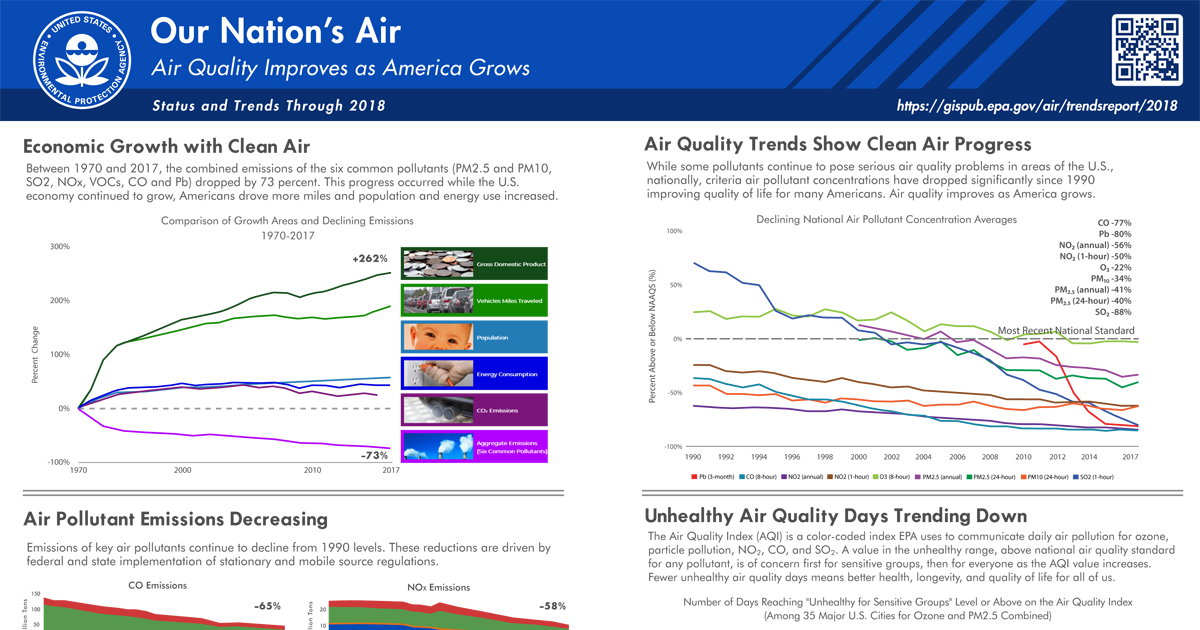 UNITED STATES
ENVIRONMENTAL PROTECTION AGENCY
Our Nation's Air
Air Quality Improves as America Grows
Status and Trends Through 2018
https://gispub.epa.gov/air/trendsreport/2018
Economic Growth with Clean Air
Between 1970 and 2017, the combined emissions of the six common pollutants (PM2.5 and PM10,
SO2, NOx, VOCs, CO and Pb) dropped by 73 percent. This progress occurred while the U.S.
economy continued to grow, Americans drove more miles and population and energy use increased.
Comparison of Growth Areas and Declining Emissions
1970-2017
300%
200%
100%
0%
-100%
Percent Change
1970
2000
2010
2017
+262%
-73%
Gross Domestic Product
Vehicles Miles Traveled
Population
Energy Consumption
CO₂ Emissions
Aggregate Emissions
(Six Common Pollutants)
Air Pollutant Emissions Decreasing
Emissions of key air pollutants continue to decline from 1990 levels. These reductions are driven by
federal and state implementation of stationary and mobile source regulations.
CO Emissions
150
100
50
-65%
NOx Emissions
20
10
-58%
Air Quality Trends Show Clean Air Progress
While some pollutants continue to pose serious air quality problems in areas of the U.S.,
nationally, criteria air pollutant concentrations have dropped significantly since 1990
improving quality of life for many Americans. Air quality improves as America grows.
Declining National Air Pollutant Concentration Averages
CO -77%
Pb -80%
NO₂ (annual) -56%
NO₂ (1-hour) -50%
O₃ -22%
PM₁₀ -34%
PM₂.₅ (annual) -41%
PM₂.₅ (24-hour) -40%
SO₂ -88%
Most Recent National Standard
100%
50%
0%
-50%
-100%
Percent Above or Below NAAQS (%)
1990 1992 1994 1996 1998 2000 2002 2004 2006 2008 2010 2012 2014 2017
Pb (3-month) CO (8-hour) NO2 (annual) NO2 (1-hour) O3 (8-hour) PM2.5 (annual) PM2.5 (24-hour) PM10 (24-hour) SO2 (1-hour)
Unhealthy Air Quality Days Trending Down
The Air Quality Index (AQI) is a color-coded index EPA uses to communicate daily air pollution for ozone,
particle pollution, NO₂, CO, and SO₂. A value in the unhealthy range, above national air quality standard
for any pollutant, is of concern first for sensitive groups, then for everyone as the AQI value increases.
Fewer unhealthy air quality days means better health, longevity, and quality of life for all of us.
Number of Days Reaching "Unhealthy for Sensitive Groups" Level or Above on the Air Quality Index
(Among 35 Major U.S. Cities for Ozone and PM2.5 Combined)